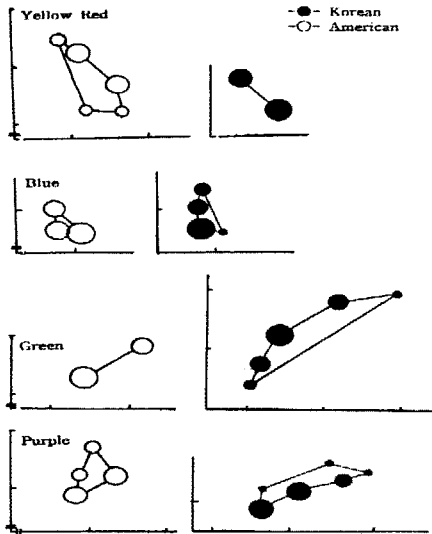 Yellow Red
Korean
American
Blue
Green
Purple